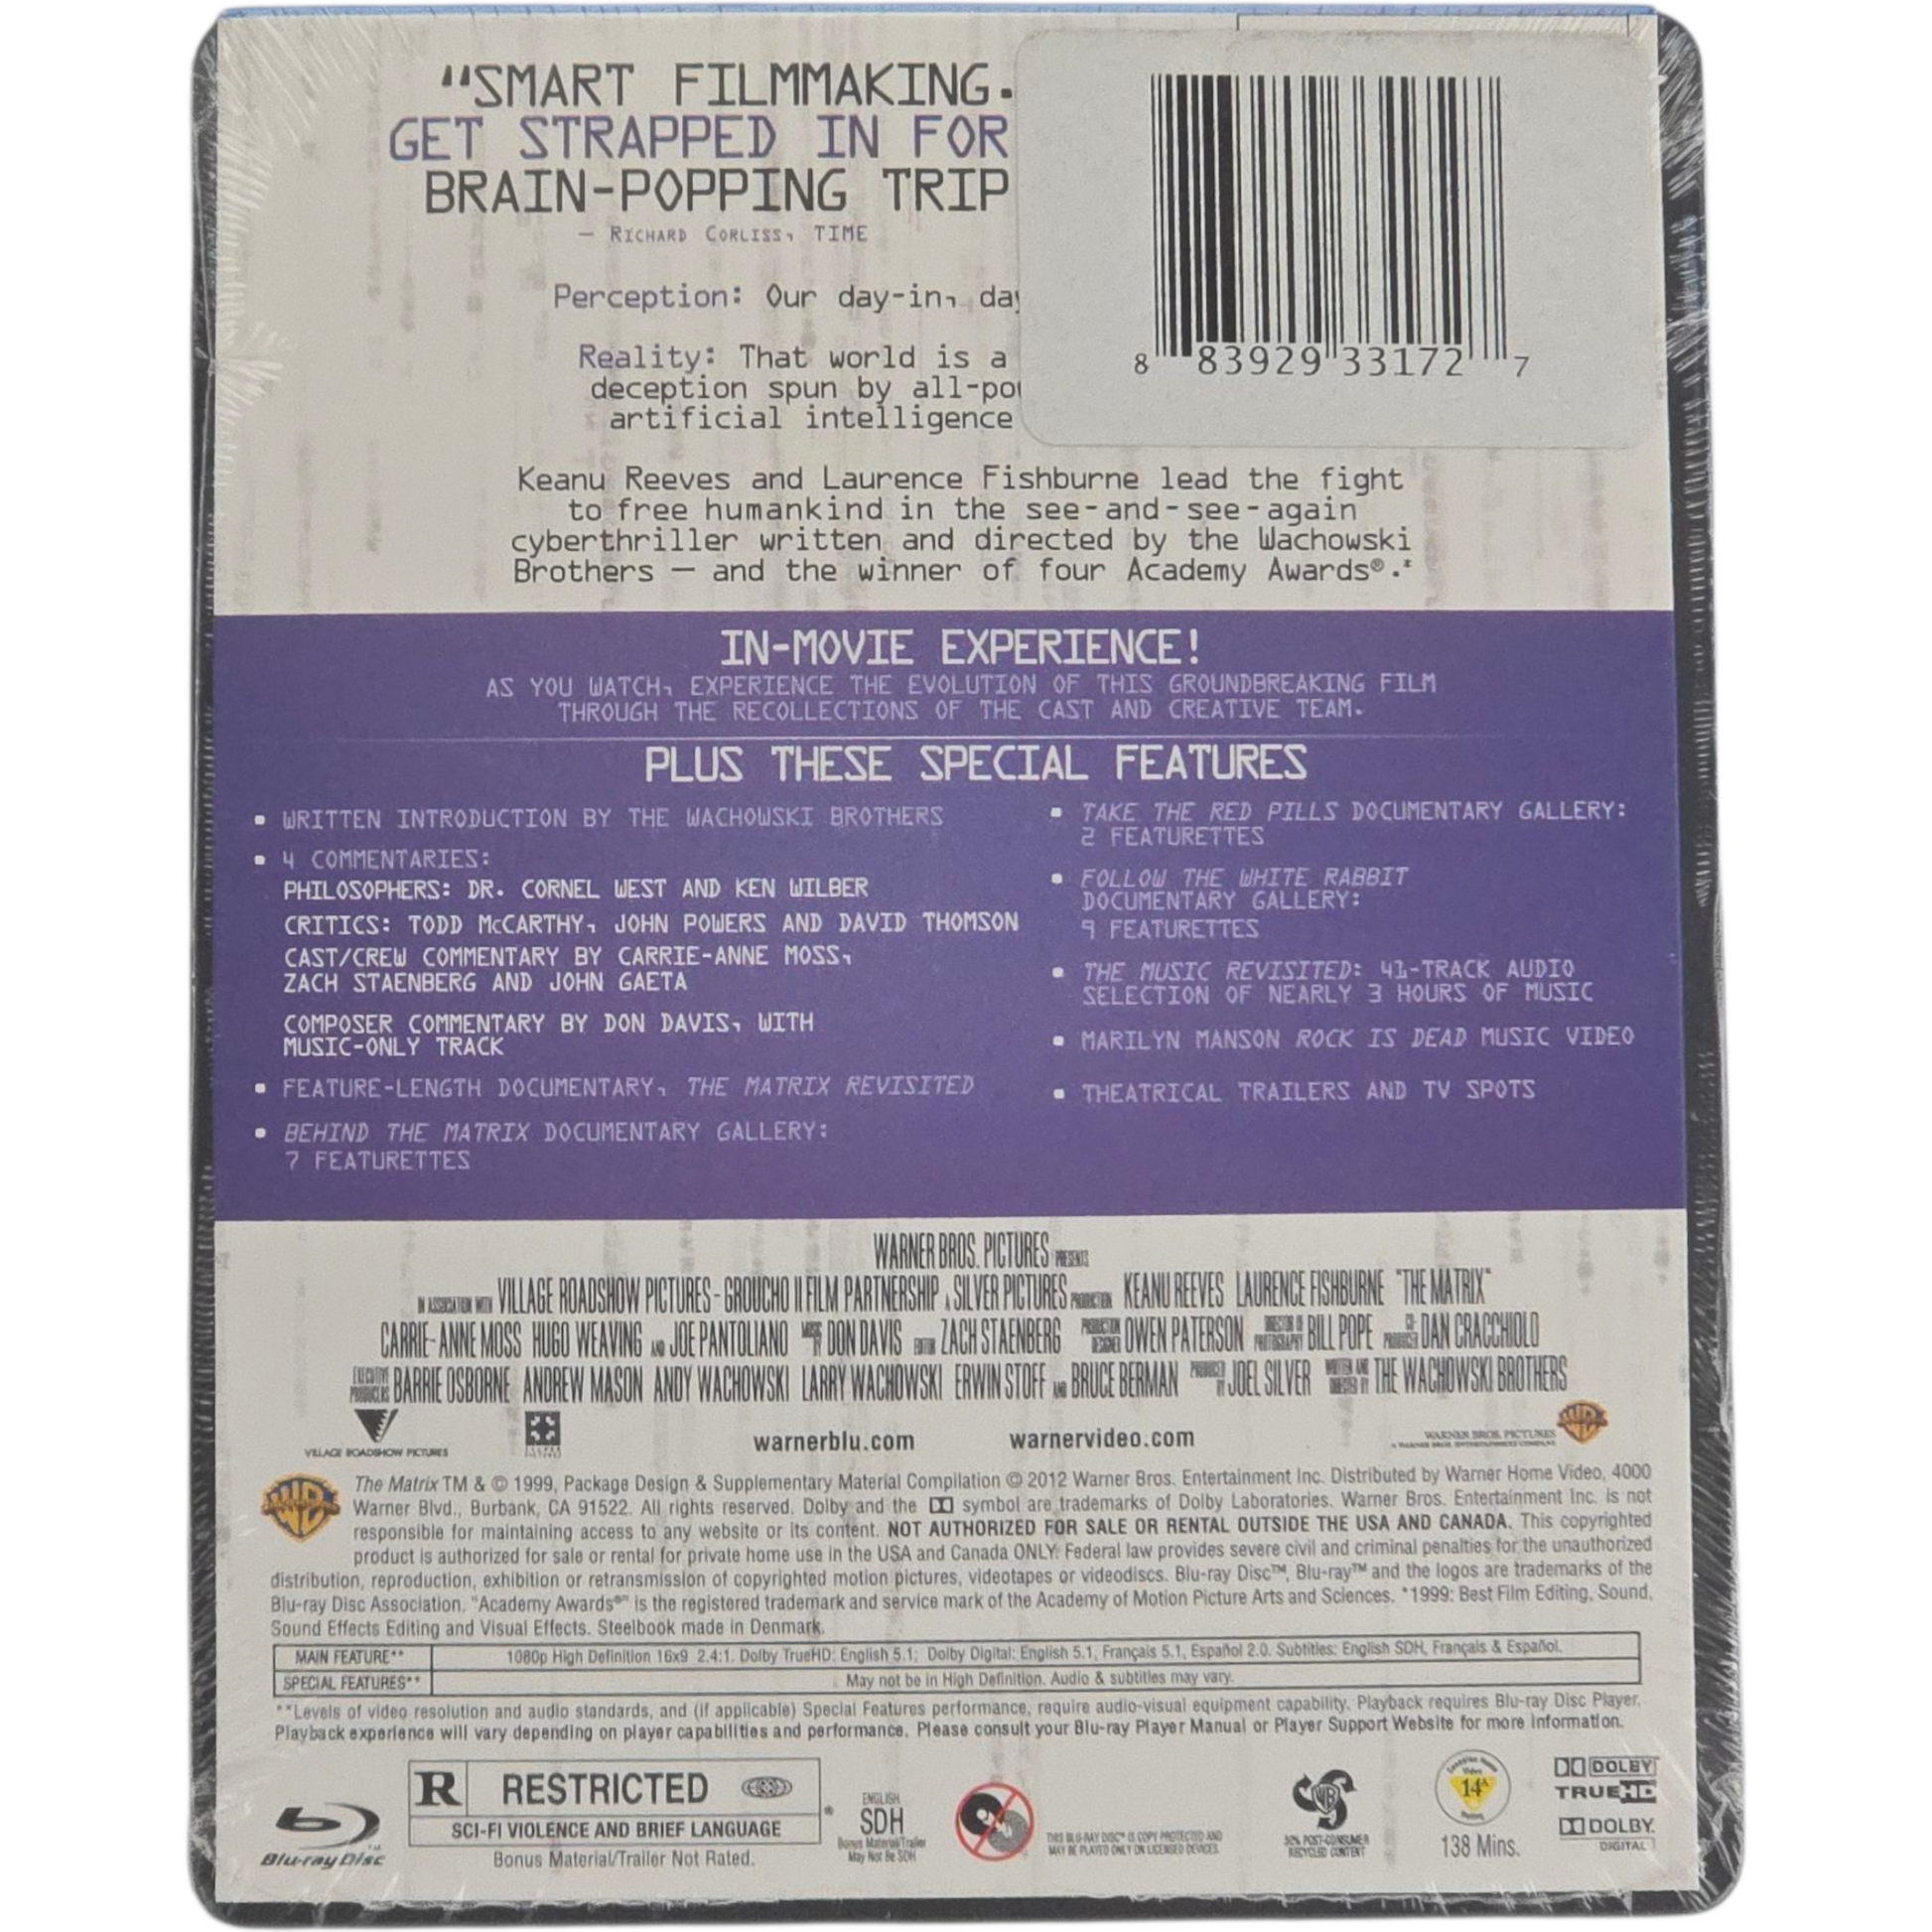 "SMART FILMMAKING.
GET STRAPPED IN FOR
BRAIN-POPPING TRIP
— RICHARD CORLISS, TIME
Perception: Our day-in,
Reality: That world is a
deception spun by
artificial intelligence
8 83929 33172 7
Keanu Reeves and Laurence Fishburne lead the fight
to free humankind in the see-and-see-again
cyberthriller written and directed by the Wachowski
Brothers — and the winner of four Academy Awards®.*
IN-MOVIE EXPERIENCE!
AS YOU WATCH, EXPERIENCE THE EVOLUTION OF THIS GROUNDBREAKING FILM
THROUGH THE RECOLLECTIONS OF THE CAST AND CREATIVE TEAM.
PLUS THESE SPECIAL FEATURES
• WRITTEN INTRODUCTION BY THE WACHOWSKI BROTHERS
• 4 COMMENTARIES:
PHILOSOPHERS: DR. CORNEL WEST AND KEN WILBER
CRITICS: TODD McCARTHY, JOHN POWERS AND DAVID THOMSON
CAST/CREW COMMENTARY BY CARRIE-ANNE MOSS,
ZACH STAENBERG AND JOHN GAETA
COMPOSER COMMENTARY BY DON DAVIS, WITH
MUSIC-ONLY TRACK
• FEATURE-LENGTH DOCUMENTARY, THE MATRIX REVISITED
• BEHIND THE MATRIX DOCUMENTARY GALLERY:
7 FEATURETTES
• TAKE THE RED PILLS DOCUMENTARY GALLERY:
2 FEATURETTES
• FOLLOW THE WHITE RABBIT
DOCUMENTARY GALLERY:
9 FEATURETTES
• THE MUSIC REVISITED: 41-TRACK AUDIO
SELECTION OF NEARLY 3 HOURS OF MUSIC
• MARILYN MANSON ROCK IS DEAD MUSIC VIDEO
• THEATRICAL TRAILERS AND TV SPOTS
WARNER BROS. PICTURES PRESENTS
IN ASSOCIATION WITH VILLAGE ROADSHOW PICTURES - GROUCHO II FILM PARTNERSHIP A SILVER PICTURES PRODUCTION KEANU REEVES LAURENCE FISHBURNE "THE MATRIX"
CARRIE-ANNE MOSS HUGO WEAVING AND JOE PANTOLIANO MUSIC BY DON DAVIS EDITOR ZACH STAENBERG PRODUCTION DESIGNER OWEN PATERSON DIRECTOR OF PHOTOGRAPHY BILL POPE CO-PRODUCER DAN CRACCHIOLO
EXECUTIVE PRODUCERS BARRIE OSBORNE ANDREW MASON ANDY WACHOWSKI LARRY WACHOWSKI ERWIN STOFF AND BRUCE BERMAN PRODUCED BY JOEL SILVER WRITTEN AND DIRECTED BY THE WACHOWSKI BROTHERS
VILLAGE ROADSHOW PICTURES
warnerblu.com warnervideo.com
WARNER BROS. PICTURES
The Matrix TM & © 1999, Package Design & Supplementary Material Compilation © 2012 Warner Bros. Entertainment Inc. Distributed by Warner Home Video, 4000
Warner Blvd., Burbank, CA 91522. All rights reserved. Dolby and the symbol are trademarks of Dolby Laboratories. Warner Bros. Entertainment Inc. is not
responsible for maintaining access to any website or its content. NOT AUTHORIZED FOR SALE OR RENTAL OUTSIDE THE USA AND CANADA. This copyrighted
product is authorized for sale or rental for private home use in the USA and Canada ONLY. Federal law provides severe civil and criminal penalties for the unauthorized
distribution, reproduction, exhibition or retransmission of copyrighted motion pictures, videotapes or videodiscs. Blu-ray Disc™, Blu-ray™ and the logos are trademarks of the
Blu-ray Disc Association. "Academy Awards®" is the registered trademark and service mark of the Academy of Motion Picture Arts and Sciences. *1999: Best Film Editing, Sound,
Sound Effects Editing and Visual Effects. Steelbook made in Denmark.
MAIN FEATURE** 1080p High Definition 16x9 2.4:1. Dolby TrueHD: English 5.1; Dolby Digital: English 5.1, Français 5.1, Español 2.0. Subtitles: English SDH, Français & Español.
SPECIAL FEATURES** May not be in High Definition. Audio & subtitles may vary.
**Levels of video resolution and audio standards, and (if applicable) Special Features performance, require audio-visual equipment capability. Playback requires Blu-ray Disc Player.
Playback experience will vary depending on player capabilities and performance. Please consult your Blu-ray Player Manual or Player Support Website for more information.
Blu-ray Disc™
R RESTRICTED ®
SCI-FI VIOLENCE AND BRIEF LANGUAGE
Bonus Material/Trailer Not Rated.
ENGLISH
SDH
Bonus Material/Trailer
May Not Be SDH
THIS BLU-RAY DISC™ IS COPY PROTECTED AND
MAY BE PLAYED ONLY ON LICENSED DEVICES.
30% POST-CONSUMER
RECYCLED CONTENT
14A
138 Mins.
DOLBY
TRUEHD
DOLBY
DIGITAL